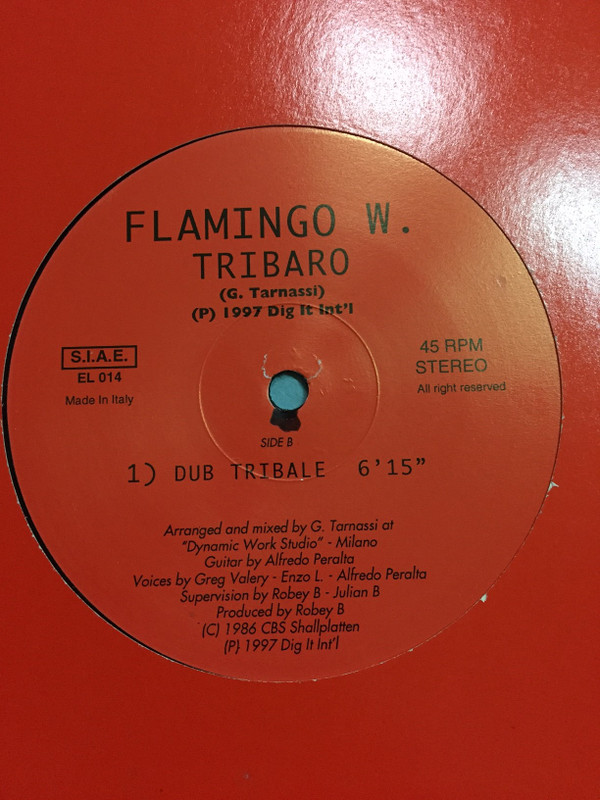 FLAMINGO W.
TRIBARO
(G. Tarnassi)
(P) 1997 Dig It Int'l
S.I.A.E.
EL 014
Made In Italy
45 RPM
STEREO
All right reserved
SIDE B
1) DUB TRIBALE 6'15”
Arranged and mixed by G. Tarnassi at
“Dynamic Work Studio” - Milano
Guitar by Alfredo Peralta
Voices by Greg Valery - Enzo L. - Alfredo Peralta
Supervision by Robey B - Julian B
Produced by Robey B
(C) 1986 CBS Shallplatten
(P) 1997 Dig It Int'l